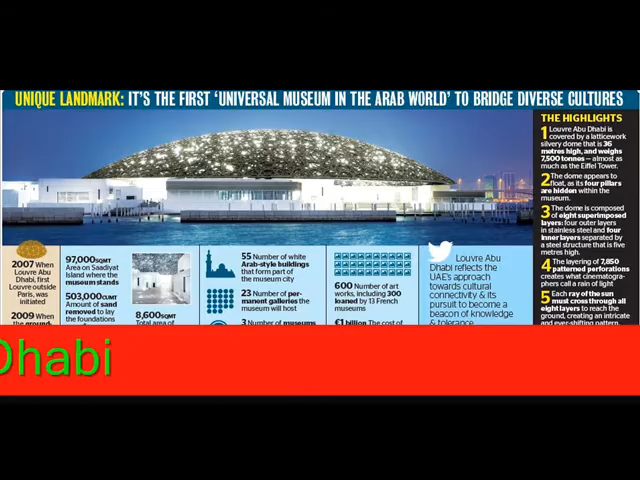 UNIQUE LANDMARK: IT'S THE FIRST 'UNIVERSAL MUSEUM IN THE ARAB WORLD' TO BRIDGE DIVERSE CULTURES
THE HIGHLIGHTS
1 Louvre Abu Dhabi is
covered by a latticework
silvery dome that is 36
metres high, and weighs
7,500 tonnes — almost as
much as the Eiffel Tower.
2 The dome appears to
float, as its four pillars
are hidden within the
museum.
3 The dome is composed
of eight superimposed
layers: four outer layers
in stainless steel and four
inner layers separated by
a steel structure that is five
metres high.
4 The layering of 7,850
patterned perforations
creates what cinematogra-
phers call a rain of light
5 Each ray of the sun
must cross through all
eight layers to reach the
ground, creating an intricate
and ever-shifting pattern.
2007 When
Louvre Abu
Dhabi, first
Louvre outside
Paris, was
initiated
2009 When
the ground-
97,000SQMT
Area on Saadiyat
Island where the
museum stands
503,000CUMT
Amount of sand
removed to lay
the foundations
8,600SQMT
Total area of
55 Number of white
Arab-style buildings
that form part of
the museum city
23 Number of per-
manent galleries the
museum will host
3 Number of museums
600 Number of art
works, including 300
loaned by 13 French
museums
€1 billion The cost of
Louvre Abu
Dhabi reflects the
UAE's approach
towards cultural
connectivity & its
pursuit to become a
beacon of knowledge
& tolerance
Dhabi